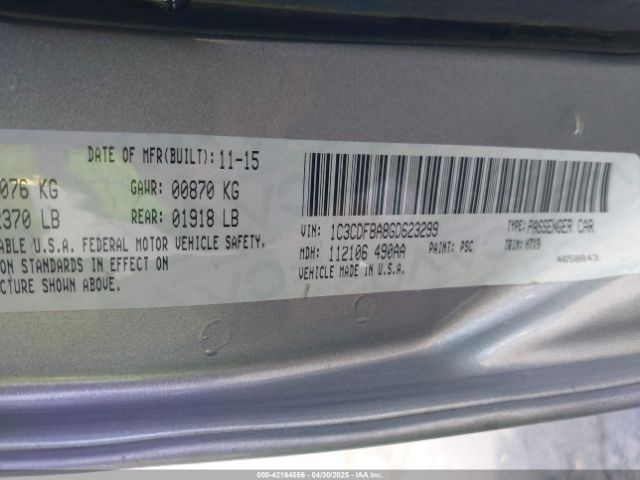 DATE OF MFR(BUILT): 11-15
076 KG GAWR: 00870 KG
2370 LB REAR: 01918 LB
ABLE U.S.A. FEDERAL MOTOR VEHICLE SAFETY,
ON STANDARDS IN EFFECT ON
CTURE SHOWN ABOVE.
VIN: 1C3CDFBA8GD623299 TYPE: PASSENGER CAR
MDH: 112106 490AA PAINT: PSC TRIM: H7X9
VEHICLE MADE IN U.S.A. 4658843
000-42164556 - 04/30/2025 - IAA Inc.